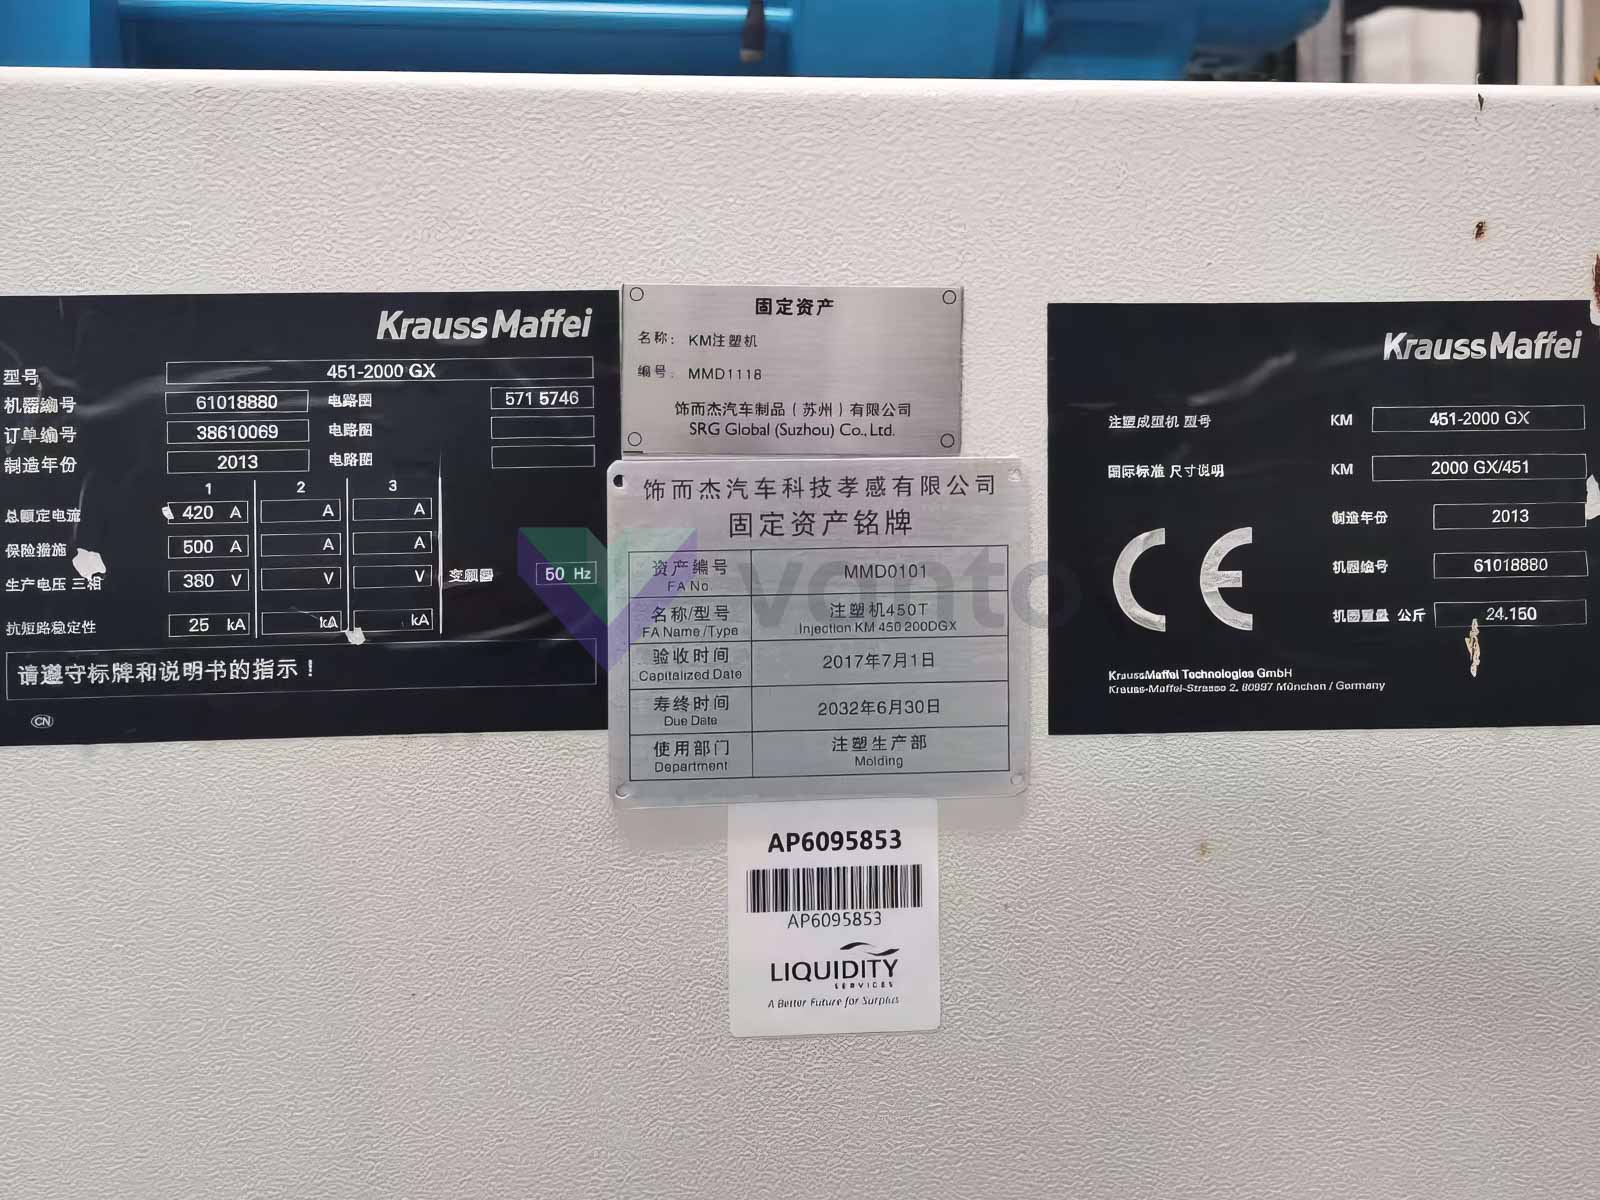 KraussMaffei
型号 451-2000 GX
机器编号 61018880 电路图 571 5746
订单编号 38610069 电路图
制造年份 2013 电路图
1 2 3
总额定电流 420 A A A
保险措施 500 A A A
生产电压 三相 380 V V V 变频器 50 Hz
抗短路稳定性 25 kA kA kA
请遵守标牌和说明书的指示！
CN
固定资产
名称： KM注塑机
编号： MMD1118
饰而杰汽车制品（苏州）有限公司
SRG Global (Suzhou) Co., Ltd.
饰而杰汽车科技孝感有限公司
固定资产铭牌
资产编号 MMD0101
FA No.
名称/型号 注塑机450T
FA Name /Type Injection KM 450 200DGX
验收时间 2017年7月1日
Capitalized Date
寿终时间 2032年6月30日
Due Date
使用部门 注塑生产部
Department Molding
vanto
AP6095853
AP6095853
LIQUIDITY
SERVICES
A Better Future for Surplus
KraussMaffei
注塑成型机 型号 KM 451-2000 GX
国际标准 尺寸说明 KM 2000 GX/451
制造年份 2013
机器编号 61018880
机器重量 公斤 24.150
CE
KraussMaffei Technologies GmbH
Krauss-Maffei-Strasse 2, 80997 München / Germany